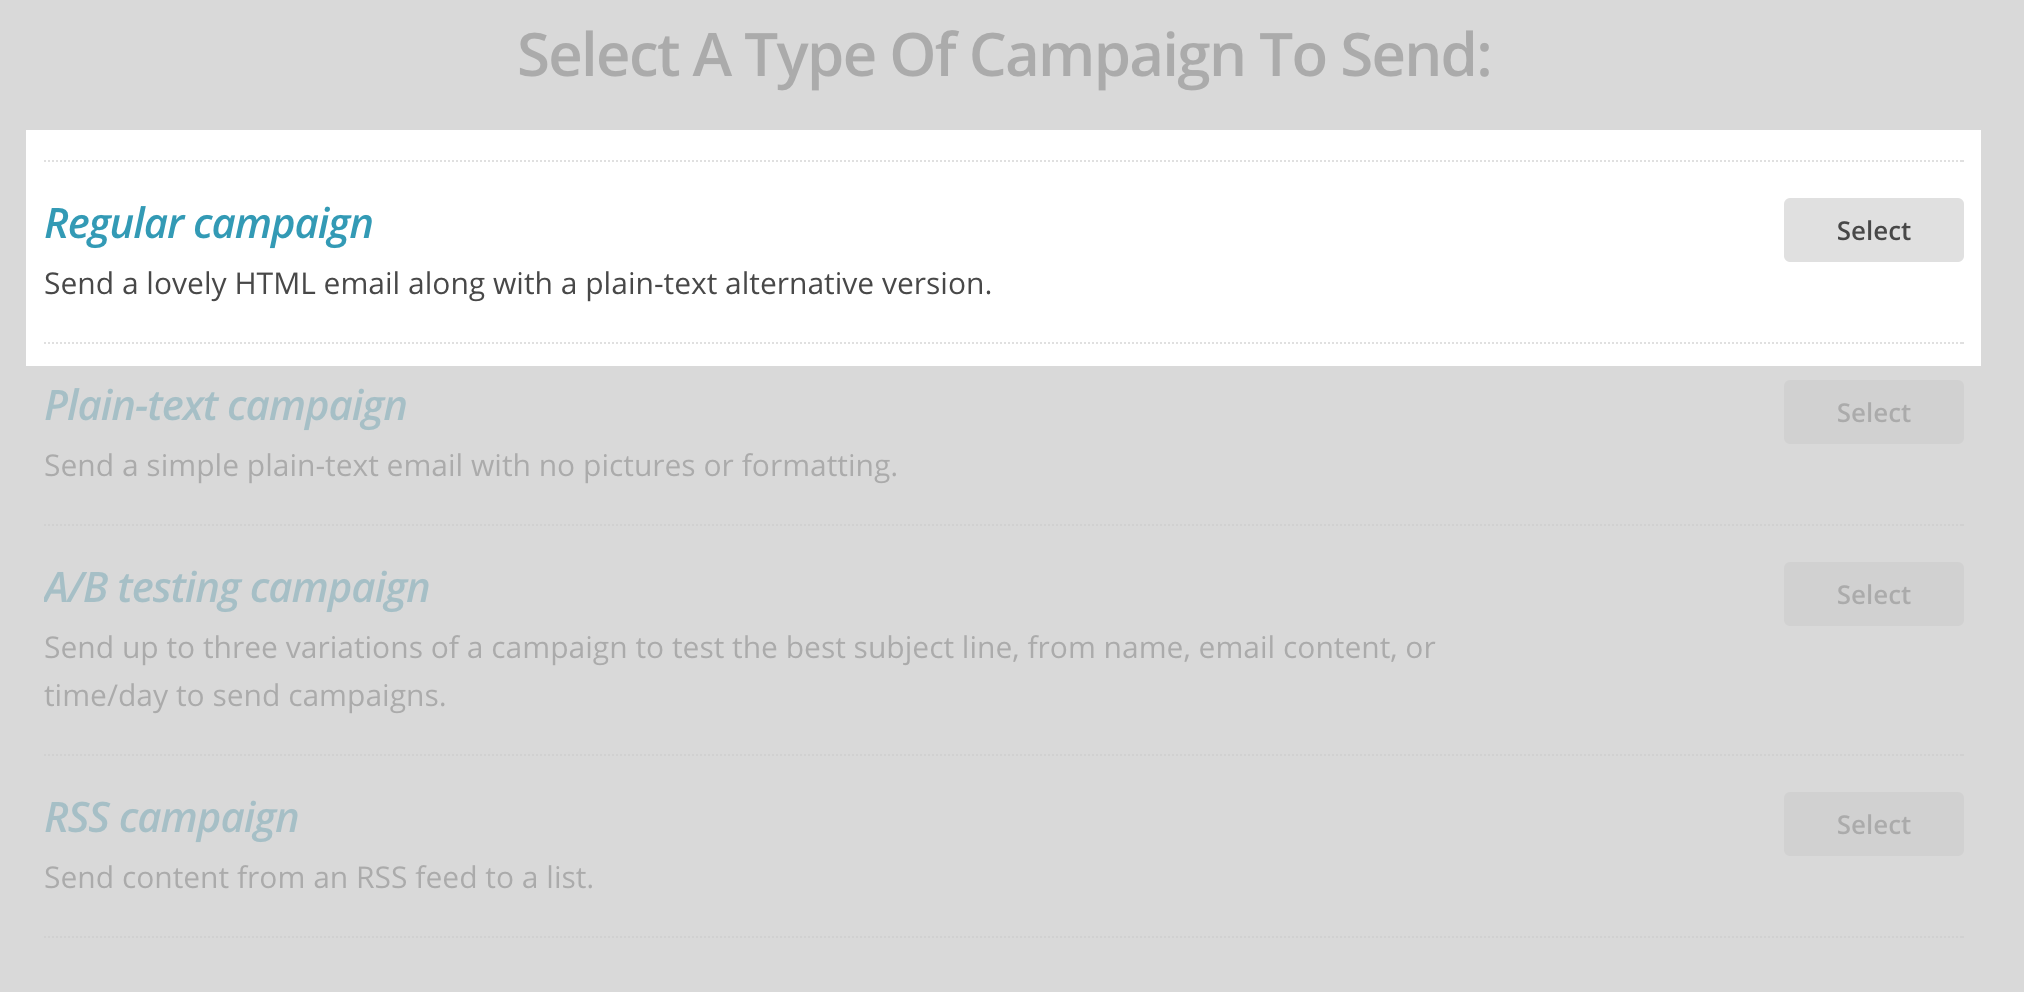 Select A Type Of Campaign To Send:
Regular campaign
Select
Send a lovely HTML email along with a plain-text alternative version.
Plain-text campaign
Select
Send a simple plain-text email with no pictures or formatting.
A/B testing campaign
Select
Send up to three variations of a campaign to test the best subject line, from name, email content, or
time/day to send campaigns.
RSS campaign
Select
Send content from an RSS feed to a list.